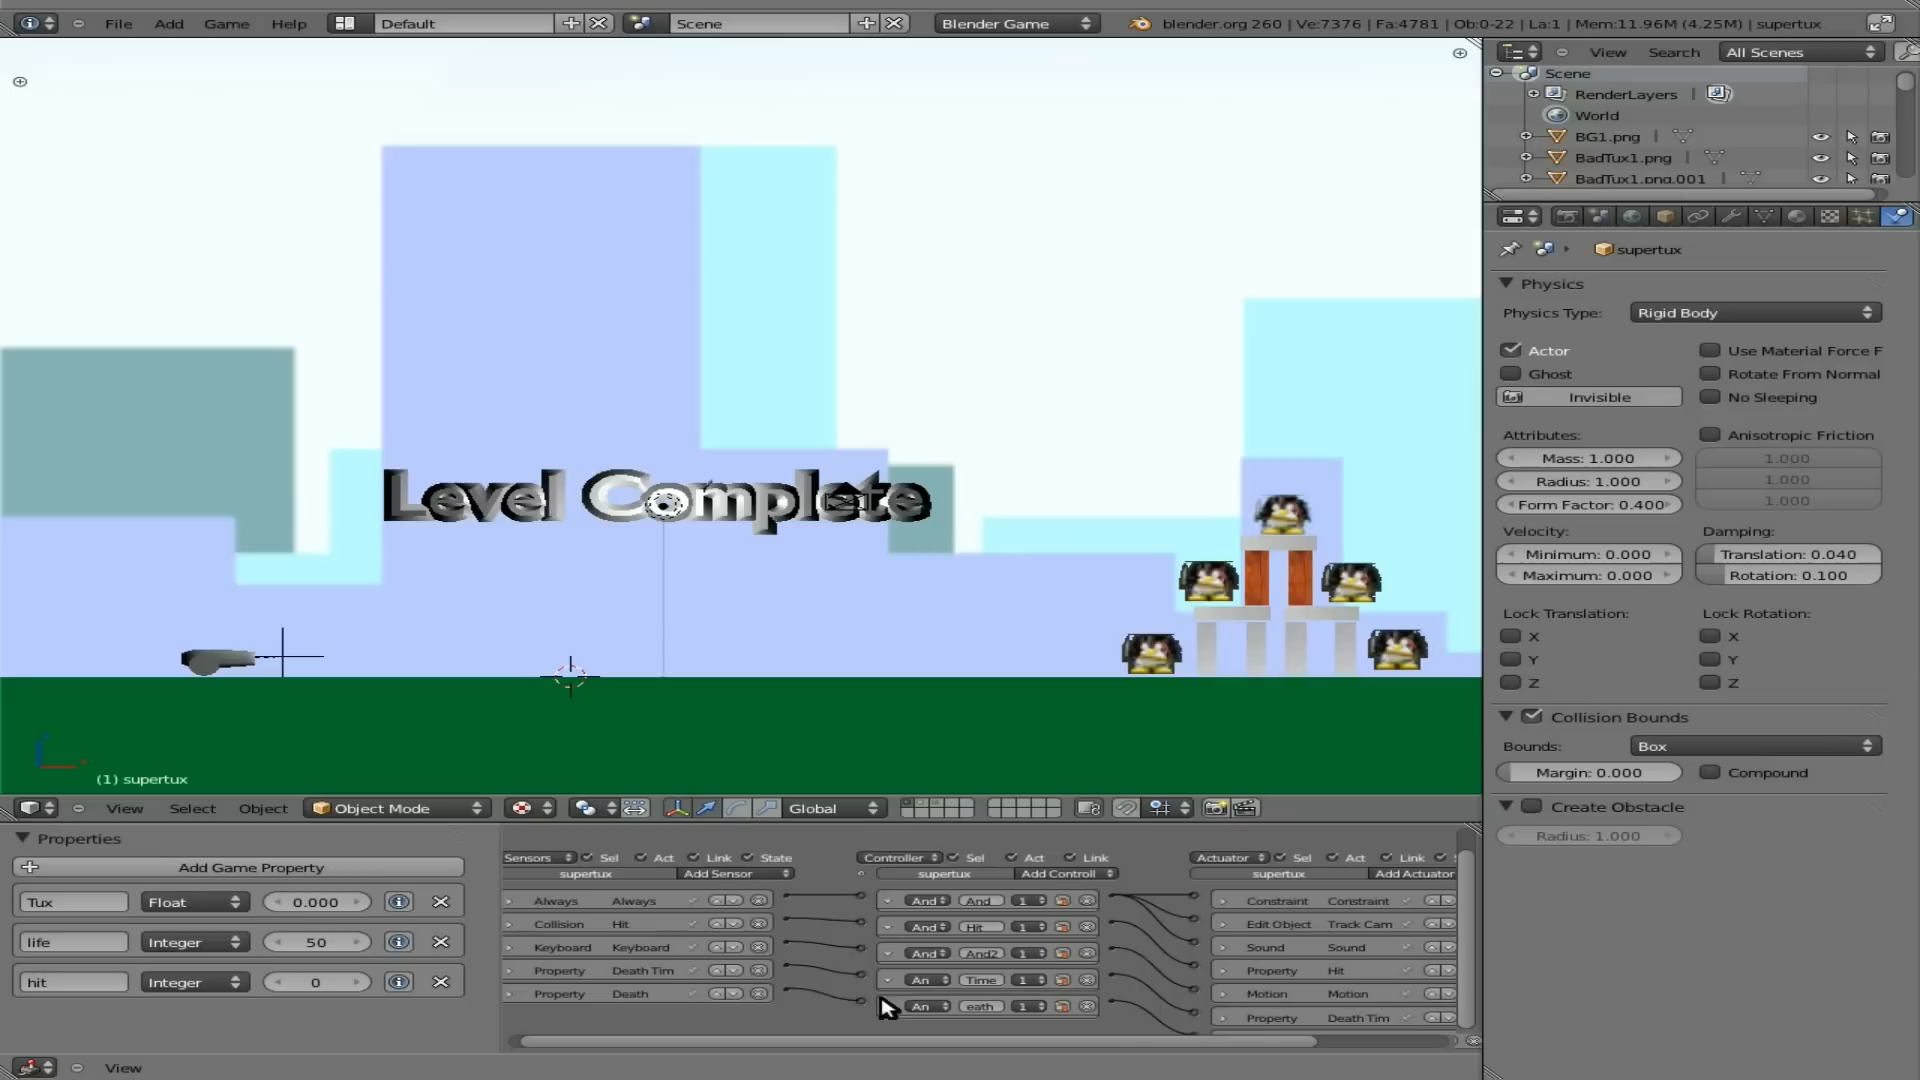 File Add Game Help Default Scene Blender Game blender.org 260 | Ve:7376 | Fa:4781 | Ob:0-22 | La:1 | Mem:11.96M (4.25M) | supertux
View Search All Scenes
Scene
RenderLayers
World
BG1.png
BadTux1.png
BadTux1.png.001
supertux
Physics
Physics Type: Rigid Body
Actor Use Material Force F
Ghost Rotate From Normal
Invisible No Sleeping
Attributes: Anisotropic Friction
Mass: 1.000 1.000
Radius: 1.000 1.000
Form Factor: 0.400 1.000
Velocity: Damping:
Minimum: 0.000 Translation: 0.040
Maximum: 0.000 Rotation: 0.100
Lock Translation: Lock Rotation:
X X
Y Y
Z Z
Collision Bounds
Bounds: Box
Margin: 0.000 Compound
Create Obstacle
Radius: 1.000
Level Complete
(1) supertux
View Select Object Object Mode Global
Properties
Add Game Property
Tux Float 0.000
life Integer 50
hit Integer 0
Sensors Sel Act Link State Controller Sel Act Link Actuator Sel Act Link
supertux Add Sensor supertux Add Controll supertux Add Actuator
Always Always And And 1 Constraint Constraint
Collision Hit And Hit 1 Edit Object Track Cam
Keyboard Keyboard And And2 1 Sound Sound
Property Death Tim An Time 1 Property Hit
Property Death An eath 1 Motion Motion
Property Death Tim
View